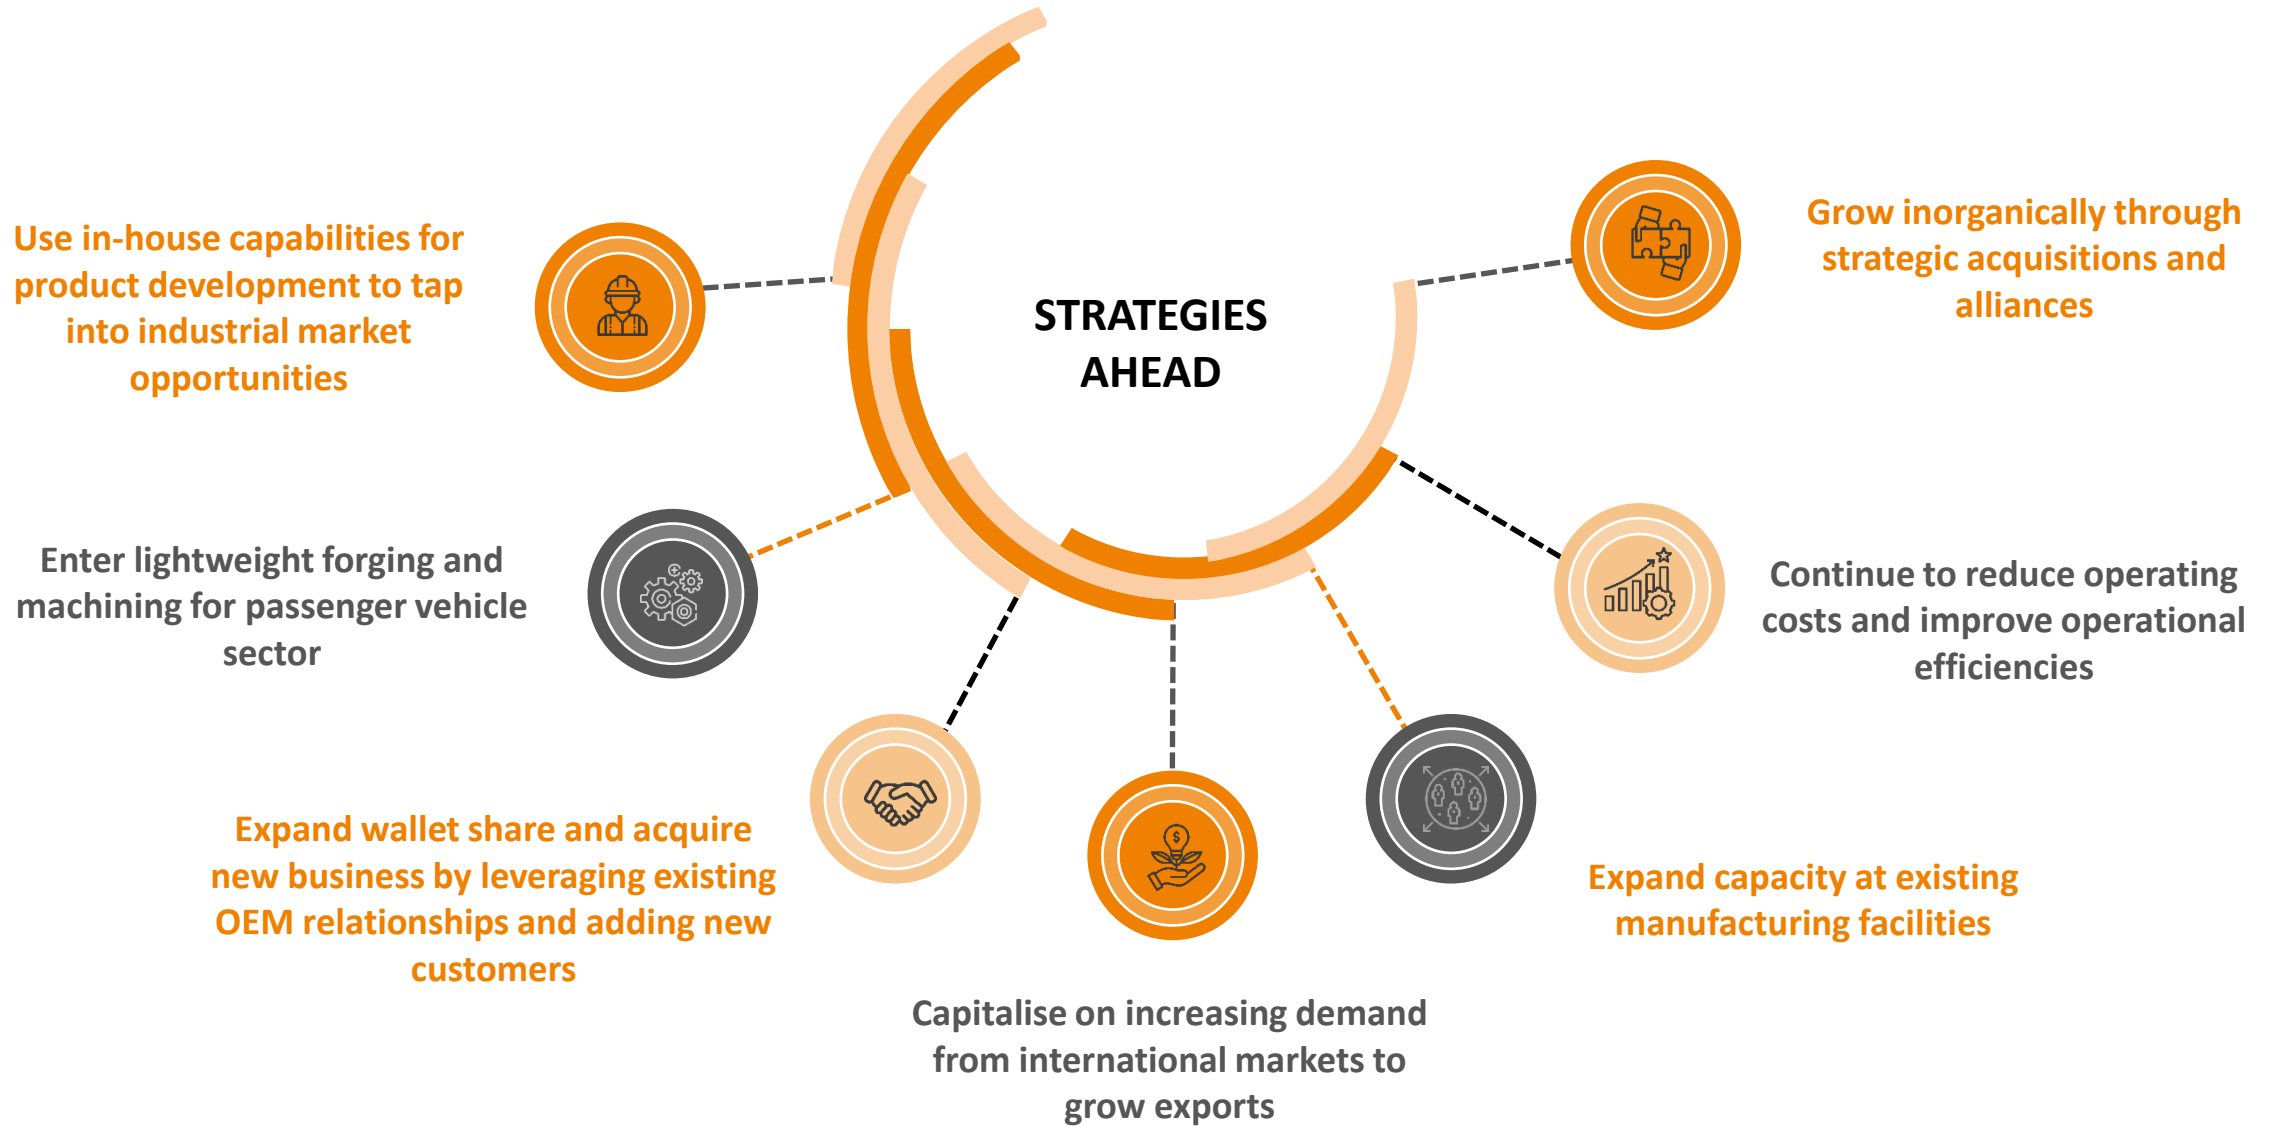 STRATEGIES
AHEAD
Use in-house capabilities for
product development to tap
into industrial market
opportunities
Enter lightweight forging and
machining for passenger vehicle
sector
Expand wallet share and acquire
new business by leveraging existing
OEM relationships and adding new
customers
Capitalise on increasing demand
from international markets to
grow exports
Expand capacity at existing
manufacturing facilities
Continue to reduce operating
costs and improve operational
efficiencies
Grow inorganically through
strategic acquisitions and
alliances
$